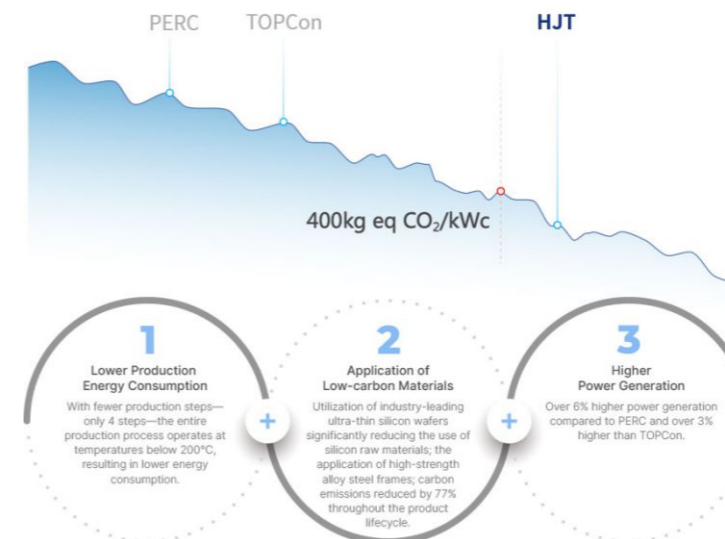 PERC TOPCon HJT
400kg eq CO₂/kWc
1
Lower Production
Energy Consumption
With fewer production steps—
only 4 steps—the entire
production process operates at
temperatures below 200°C,
resulting in lower energy
consumption.
+
2
Application of
Low-carbon Materials
Utilization of industry-leading
ultra-thin silicon wafers
significantly reducing the use of
silicon raw materials; the
application of high-strength
alloy steel frames; carbon
emissions reduced by 77%
throughout the product
lifecycle.
+
3
Higher
Power Generation
Over 6% higher power generation
compared to PERC and over 3%
higher than TOPCon.